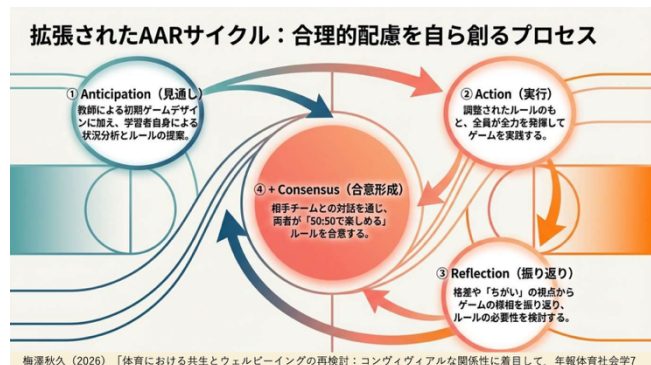 拡張されたAARサイクル：合理的配慮を自ら創るプロセス
① Anticipation（見通し）
教師による初期ゲームデザイ
ンに加え、学習者自身による
状況分析とルールの提案。
② Action（実行）
調整されたルールのも
と、全員が全力を発揮して
ゲームを実践する。
④ + Consensus（合意形成）
相手チームとの対話を通じ、
両者が「50:50で楽しめる」
ルールを合意する。
③ Reflection（振り返り）
格差や「ちがい」の視点から
ゲームの様相を振り返り、
ルールの必要性を検討する。
梅澤秋久（2026）「体育における共生とウェルビーイングの再検討：コンヴィヴィアルな関係性に着目して、年報体育社会学7